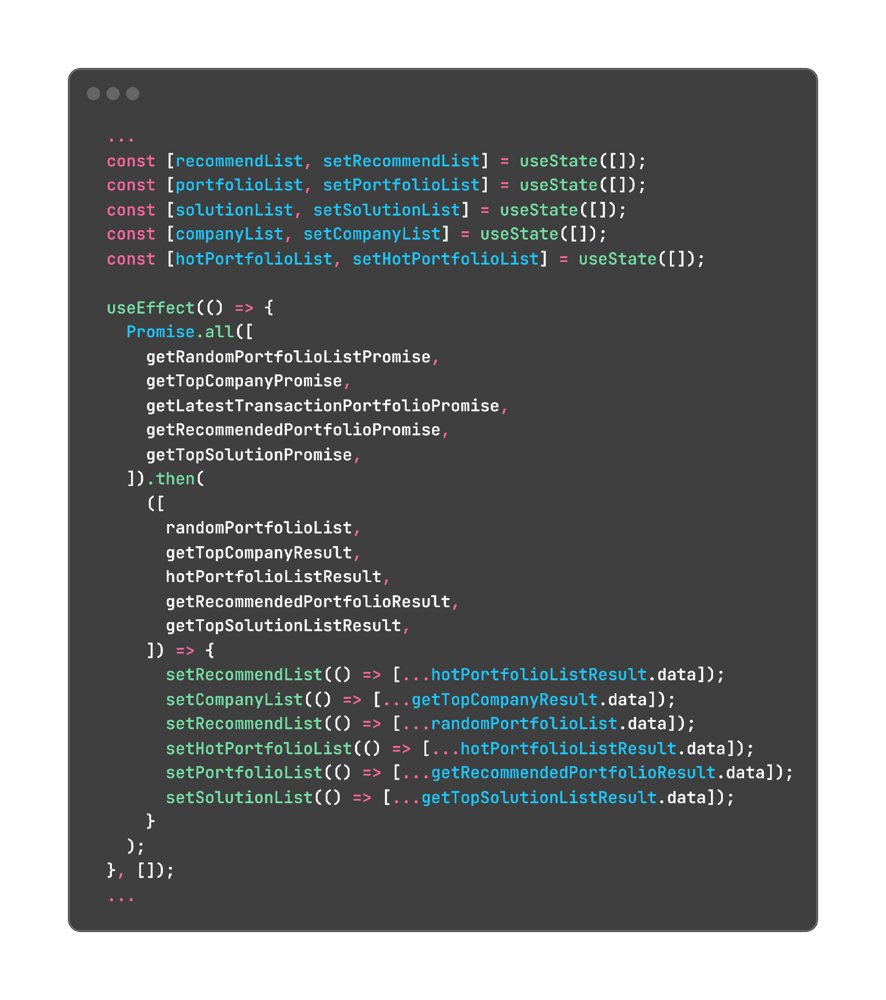 ...
const [recommendList, setRecommendList] = useState([]);
const [portfolioList, setPortfolioList] = useState([]);
const [solutionList, setSolutionList] = useState([]);
const [companyList, setCompanyList] = useState([]);
const [hotPortfolioList, setHotPortfolioList] = useState([]);

useEffect(() => {
  Promise.all([
    getRandomPortfolioListPromise,
    getTopCompanyPromise,
    getLatestTransactionPortfolioPromise,
    getRecommendedPortfolioPromise,
    getTopSolutionPromise,
  ]).then(
    ([
      randomPortfolioList,
      getTopCompanyResult,
      hotPortfolioListResult,
      getRecommendedPortfolioResult,
      getTopSolutionListResult,
    ]) => {
      setRecommendList(() => [...hotPortfolioListResult.data]);
      setCompanyList(() => [...getTopCompanyResult.data]);
      setRecommendList(() => [...randomPortfolioList.data]);
      setHotPortfolioList(() => [...hotPortfolioListResult.data]);
      setPortfolioList(() => [...getRecommendedPortfolioResult.data]);
      setSolutionList(() => [...getTopSolutionListResult.data]);
    }
  );
}, []);
...